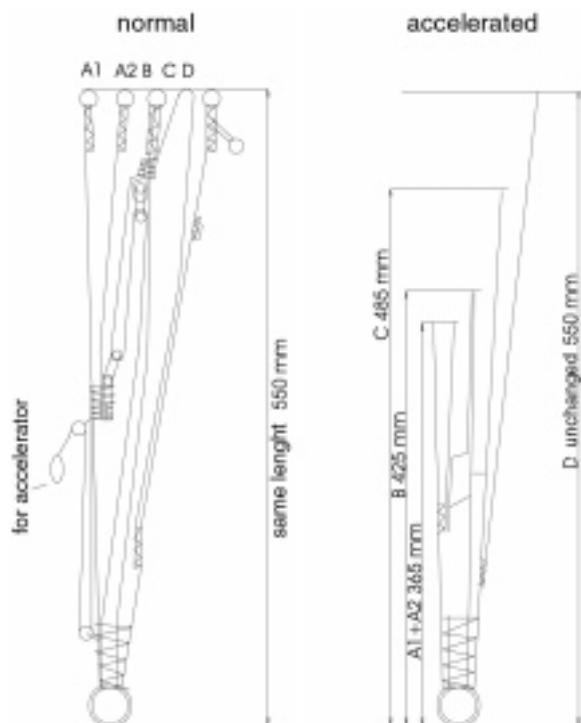 normal
accelerated
A1 A2 B C D
for accelerator
same lenght 550 mm
A1+A2 365 mm
B 425 mm
C 485 mm
D unchanged 550 mm